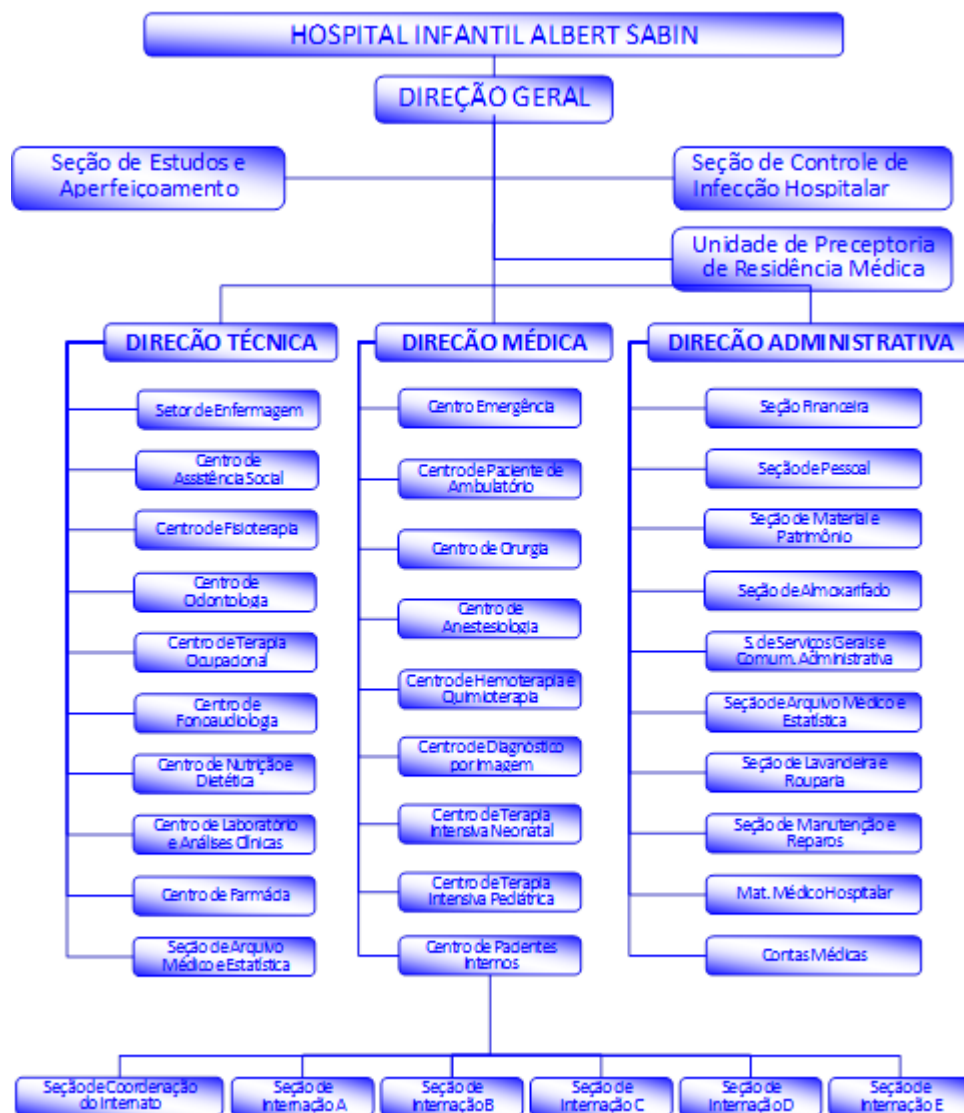 HOSPITAL INFANTIL ALBERT SABIN
DIREÇÃO GERAL
Seção de Estudos e
Aperfeiçoamento
Seção de Controle de
Infecção Hospitalar
Unidade de Preceptoria
de Residência Médica
DIRECÃO TÉCNICA
Setor de Enfermagem
Centro de
Assistência Social
Centro de Fisioterapia
Centro de
Odontologia
Centro de Terapia
Ocupacional
Centro de
Fonoaudiologia
Centro de Nutrição e
Dietética
Centro de Laboratório
e Análises Clínicas
Centro de Farmácia
Seção de Arquivo
Médico e Estatística
DIRECÃO MÉDICA
Centro Emergência
Centro de Paciente de
Ambulatório
Centro de Cirurgia
Centro de
Anestesiologia
Centro de Hemoterapia e
Quimioterapia
Centro de Diagnóstico
por Imagem
Centro de Terapia
Intensiva Neonatal
Centro de Terapia
Intensiva Pediátrica
Centro de Pacientes
Internos
DIRECÃO ADMINISTRATIVA
Seção Financeira
Seção de Pessoal
Seção de Material e
Patrimônio
Seção de Almoxarifado
S. de Serviços Gerais e
Comum. Administrativa
Seção de Arquivo Médico e
Estatística
Seção de Lavandeira e
Rouparia
Seção de Manutenção e
Reparos
Mat. Médico Hospitalar
Contas Médicas
Seção de Coordenação
do Internato
Seção de
Internação A
Seção de
Internação B
Seção de
Internação C
Seção de
Internação D
Seção de
Internação E